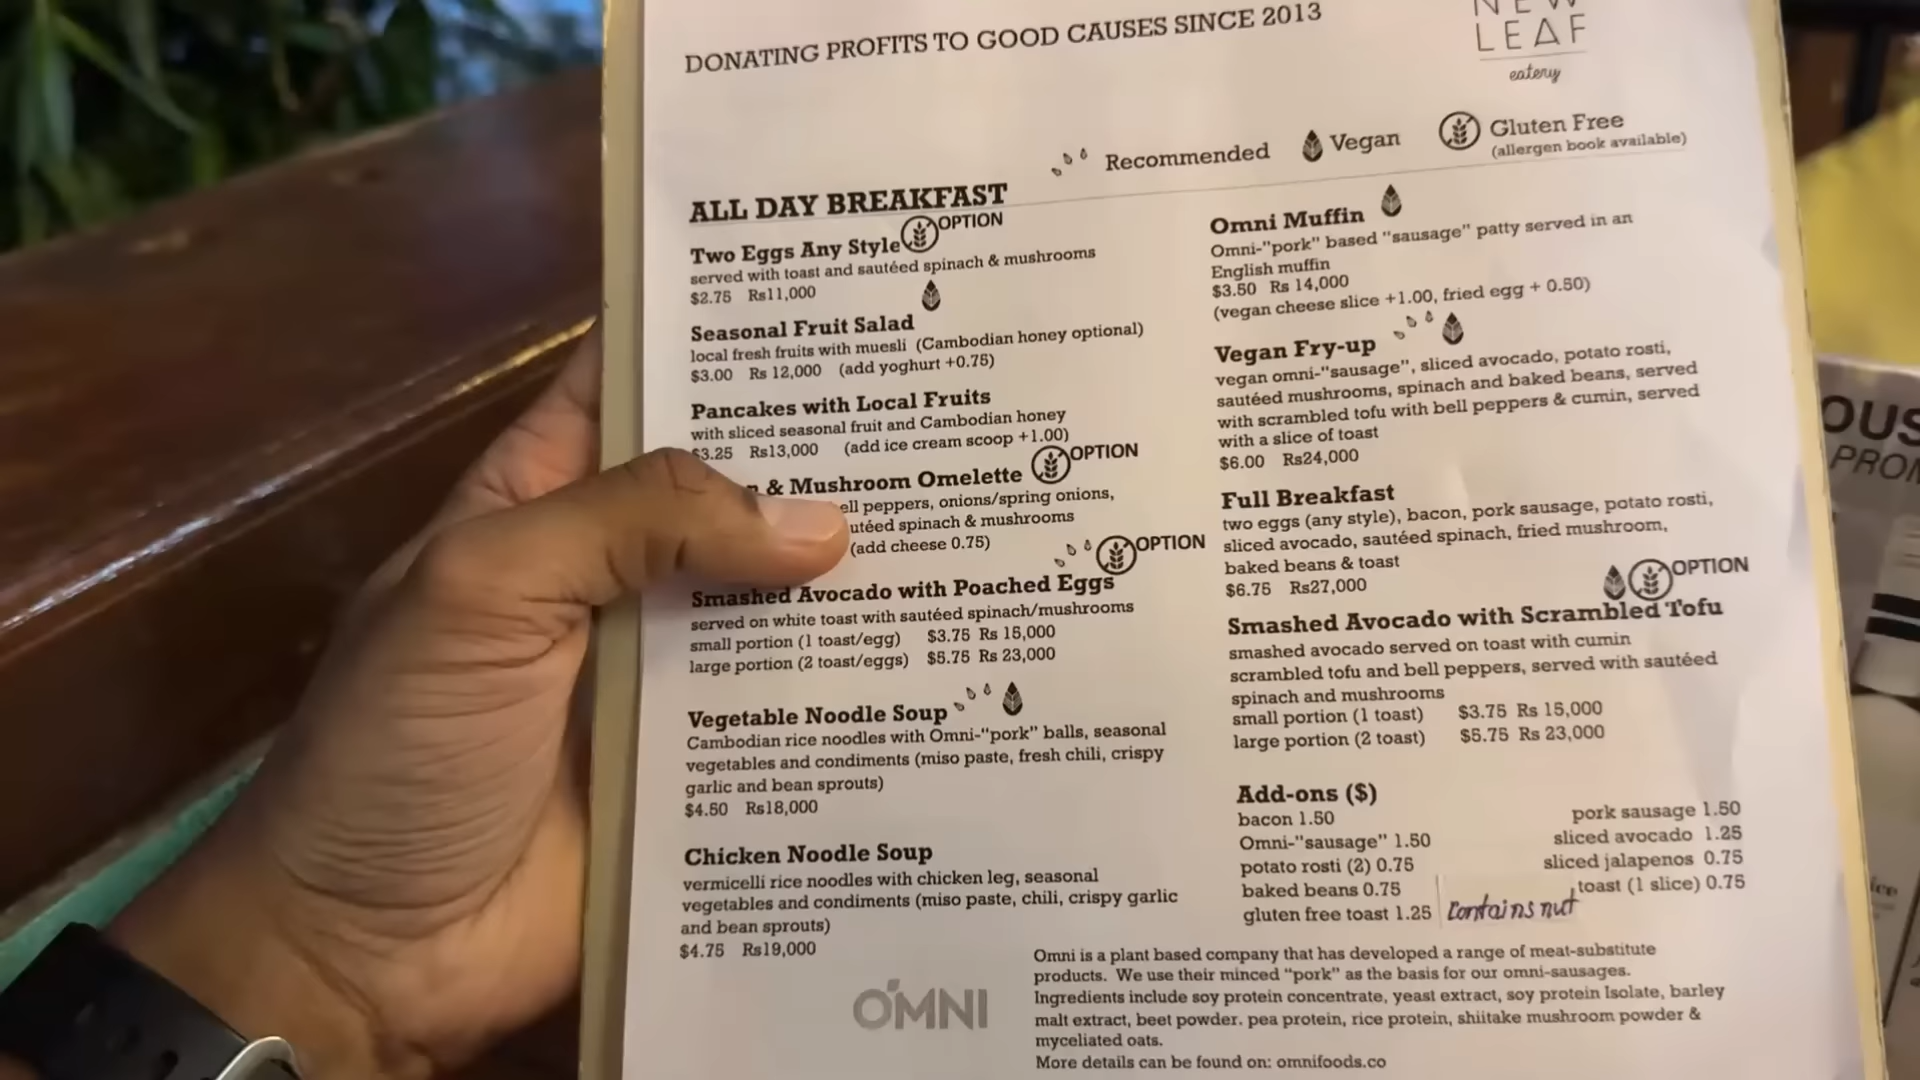 DONATING PROFITS TO GOOD CAUSES SINCE 2013
NEW
LEAF
eatery
Recommended
Vegan
Gluten Free
(allergen book available)
ALL DAY BREAKFAST
Two Eggs Any Style OPTION
served with toast and sautéed spinach & mushrooms
$2.75 Rs11,000
Seasonal Fruit Salad
local fresh fruits with muesli (Cambodian honey optional)
$3.00 Rs 12,000 (add yoghurt +0.75)
Pancakes with Local Fruits
with sliced seasonal fruit and Cambodian honey
$3.25 Rs13,000 (add ice cream scoop +1.00)
& Mushroom Omelette OPTION
peppers, onions/spring onions,
spinach & mushrooms
(add cheese 0.75)
OPTION
Smashed Avocado with Poached Eggs
served on white toast with sautéed spinach/mushrooms
small portion (1 toast/egg) $3.75 Rs 15,000
large portion (2 toast/eggs) $5.75 Rs 23,000
Vegetable Noodle Soup
Cambodian rice noodles with Omni-"pork" balls, seasonal
vegetables and condiments (miso paste, fresh chili, crispy
garlic and bean sprouts)
$4.50 Rs18,000
Chicken Noodle Soup
vermicelli rice noodles with chicken leg, seasonal
vegetables and condiments (miso paste, chili, crispy garlic
and bean sprouts)
$4.75 Rs19,000
Omni Muffin
Omni-"pork" based "sausage" patty served in an
English muffin
$3.50 Rs 14,000
(vegan cheese slice +1.00, fried egg + 0.50)
Vegan Fry-up
vegan omni-"sausage", sliced avocado, potato rosti,
sautéed mushrooms, spinach and baked beans, served
with scrambled tofu with bell peppers & cumin, served
with a slice of toast
$6.00 Rs24,000
Full Breakfast
two eggs (any style), bacon, pork sausage, potato rosti,
sliced avocado, sautéed spinach, fried mushroom,
baked beans & toast
$6.75 Rs27,000
OPTION
Smashed Avocado with Scrambled Tofu
smashed avocado served on toast with cumin
scrambled tofu and bell peppers, served with sautéed
spinach and mushrooms
small portion (1 toast) $3.75 Rs 15,000
large portion (2 toast) $5.75 Rs 23,000
Add-ons ($)
bacon 1.50
Omni-"sausage" 1.50
potato rosti (2) 0.75
baked beans 0.75
gluten free toast 1.25 contains nut
pork sausage 1.50
sliced avocado 1.25
sliced jalapenos 0.75
toast (1 slice) 0.75
OMNI
Omni is a plant based company that has developed a range of meat-substitute
products. We use their minced "pork" as the basis for our omni-sausages.
Ingredients include soy protein concentrate, yeast extract, soy protein Isolate, barley
malt extract, beet powder. pea protein, rice protein, shiitake mushroom powder &
myceliated oats.
More details can be found on: omnifoods.co